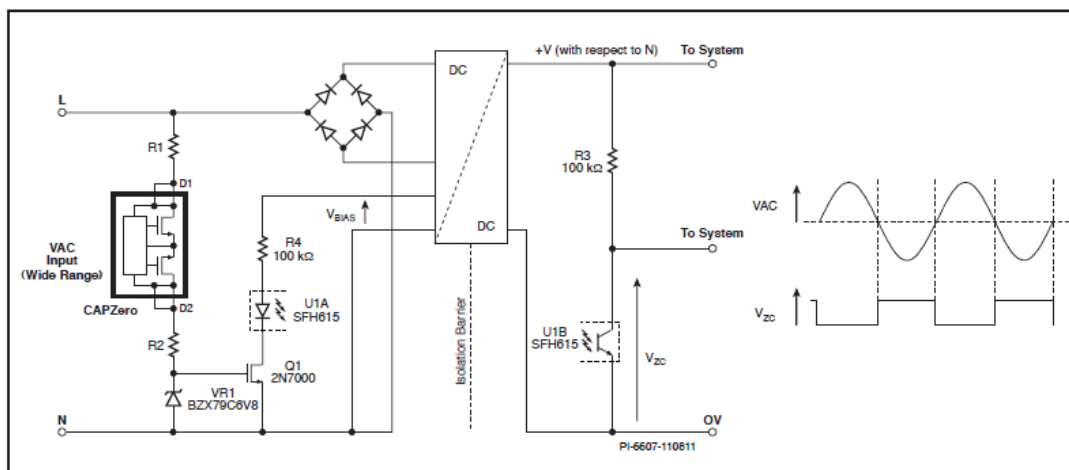 L
R1
D1
VAC
Input
(Wide Range)
CAPZero
D2
R2
VR1
BZX79C6V8
N
VBIAS
R4
100 kΩ
U1A
SFH615
Q1
2N7000
DC
DC
Isolation Barrier
+V (with respect to N)
To System
R3
100 kΩ
To System
U1B
SFH615
VZC
OV
PI-6607-110811
VAC
VZC